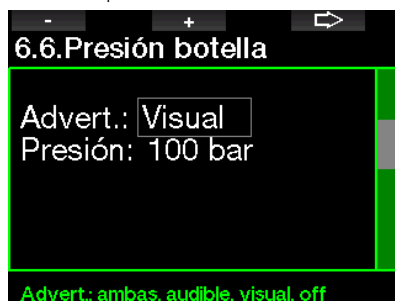 - +
6.6.Presión botella
Advert.: Visual
Presión: 100 bar
Advert.: ambas, audible, visual, off